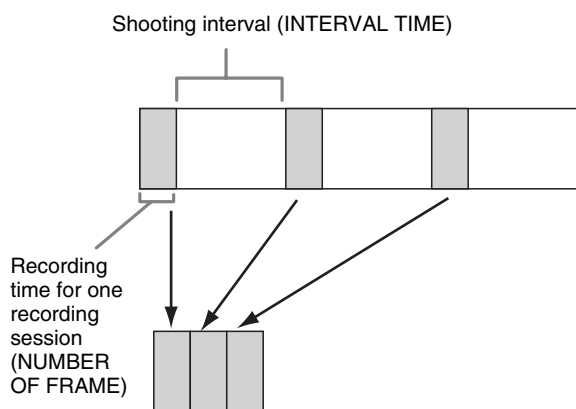 Shooting interval (INTERVAL TIME)
Recording
time for one
recording
session
(NUMBER
OF FRAME)